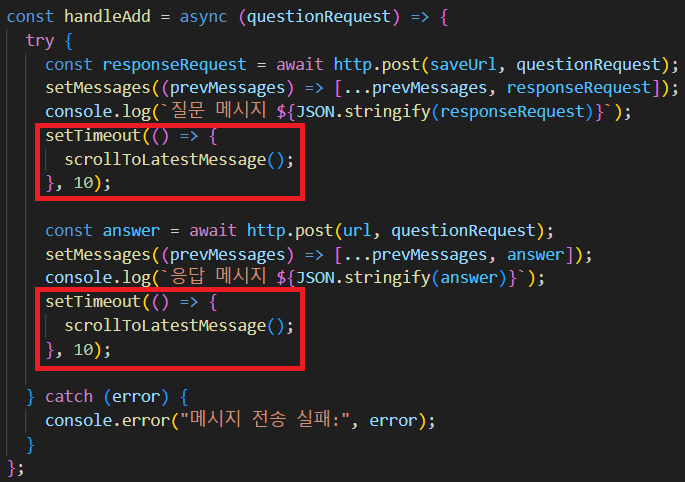 const handleAdd = async (questionRequest) => {
  try {
    const responseRequest = await http.post(saveUrl, questionRequest);
    setMessages((prevMessages) => [...prevMessages, responseRequest]);
    console.log(`질문 메시지 ${JSON.stringify(responseRequest)}`);
    setTimeout(() => {
      scrollToLatestMessage();
    }, 10);

    const answer = await http.post(url, questionRequest);
    setMessages((prevMessages) => [...prevMessages, answer]);
    console.log(`응답 메시지 ${JSON.stringify(answer)}`);
    setTimeout(() => {
      scrollToLatestMessage();
    }, 10);

  } catch (error) {
    console.error("메시지 전송 실패:", error);
  }
};